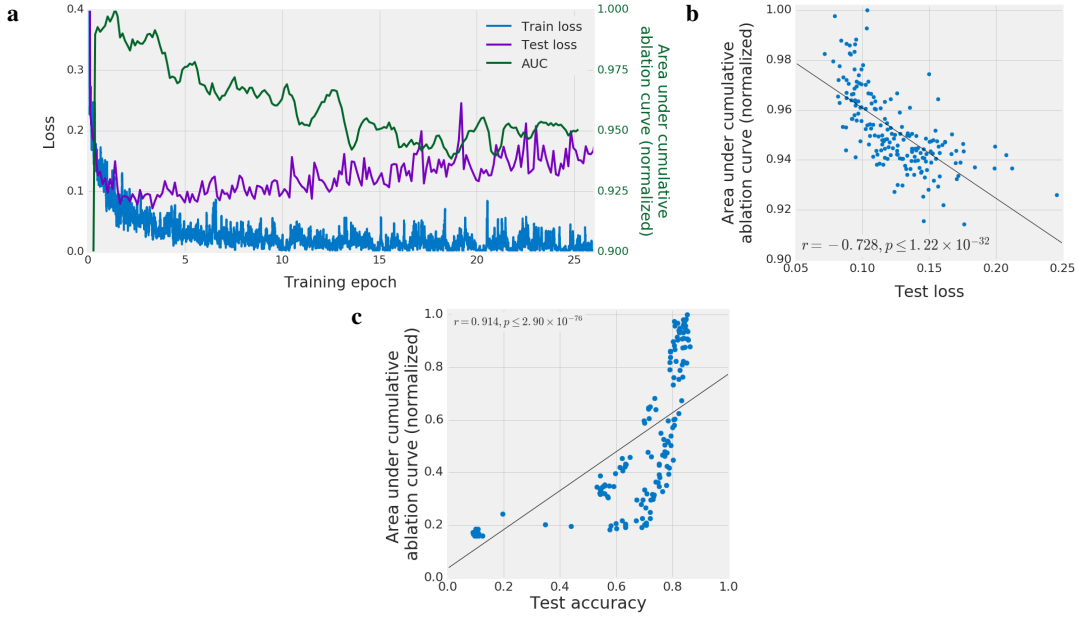 a
0.4
0.3
0.2
0.1
0.0
Loss
0
5
10
15
20
25
Training epoch
Train loss
Test loss
AUC
1.000
0.975
0.950
0.925
0.900
Area under cumulative
ablation curve (normalized)
b
1.00
0.98
0.96
0.94
0.92
0.90
Area under cumulative
ablation curve (normalized)
r = −0.728, p ≤ 1.22 × 10⁻³²
0.05
0.10
0.15
0.20
0.25
Test loss
c
1.0
0.8
0.6
0.4
0.2
0.0
Area under cumulative
ablation curve (normalized)
r = 0.914, p ≤ 2.90 × 10⁻⁷⁶
0.0
0.2
0.4
0.6
0.8
1.0
Test accuracy